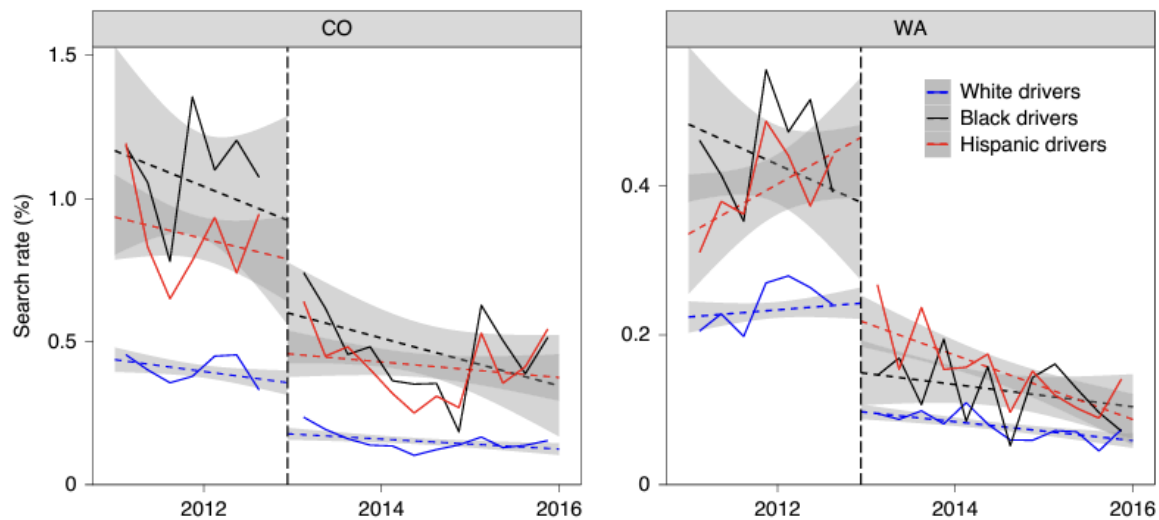 CO
WA
Search rate (%)
1.5
1.0
0.5
0
2012
2014
2016
0.4
0.2
0
2012
2014
2016
White drivers
Black drivers
Hispanic drivers